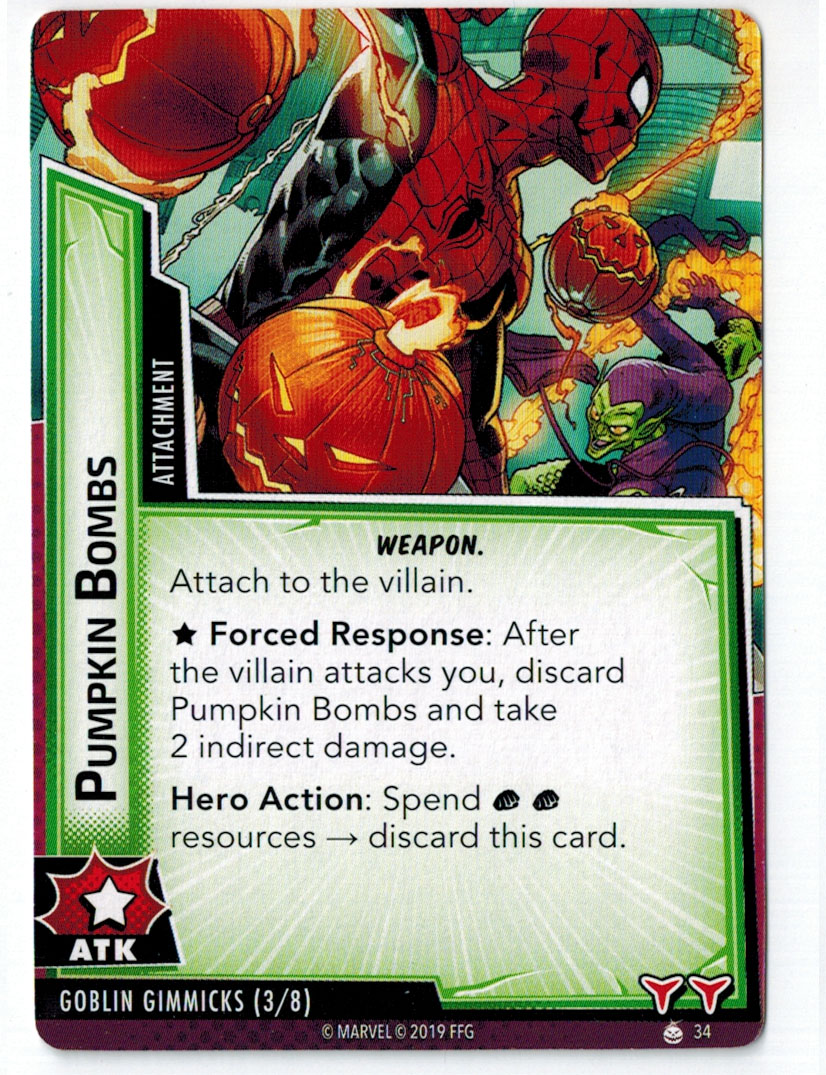 ATTACHMENT
PUMPKIN BOMBS
WEAPON.
Attach to the villain.
★ Forced Response: After
the villain attacks you, discard
Pumpkin Bombs and take
2 indirect damage.
Hero Action: Spend
resources → discard this card.
ATK
GOBLIN GIMMICKS (3/8)
© MARVEL © 2019 FFG
34